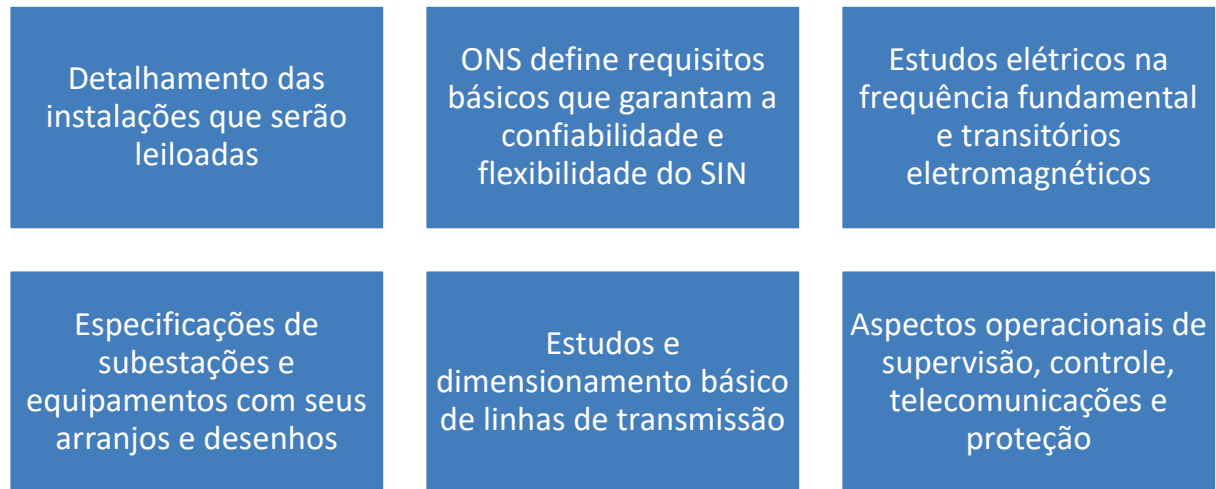 Detalhamento das
instalações que serão
leiloadas
ONS define requisitos
básicos que garantam a
confiabilidade e
flexibilidade do SIN
Estudos elétricos na
frequência fundamental
e transitórios
eletromagnéticos
Especificações de
subestações e
equipamentos com seus
arranjos e desenhos
Estudos e
dimensionamento básico
de linhas de transmissão
Aspectos operacionais de
supervisão, controle,
telecomunicações e
proteção